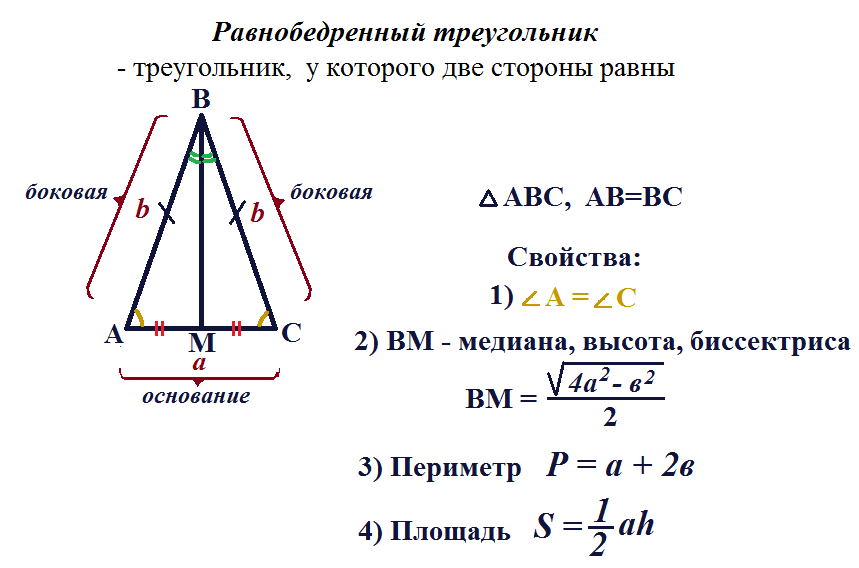 Равнобедренный треугольник
- треугольник, у которого две стороны равны
B
боковая
b
b
боковая
△ ABC, AB=BC
Свойства:
1) ∠ A = ∠ C
A
M
C
2) BM - медиана, высота, биссектриса
a
основание
BM = √(4a² - в²) / 2
3) Периметр P = a + 2в
4) Площадь S = 1/2 ah